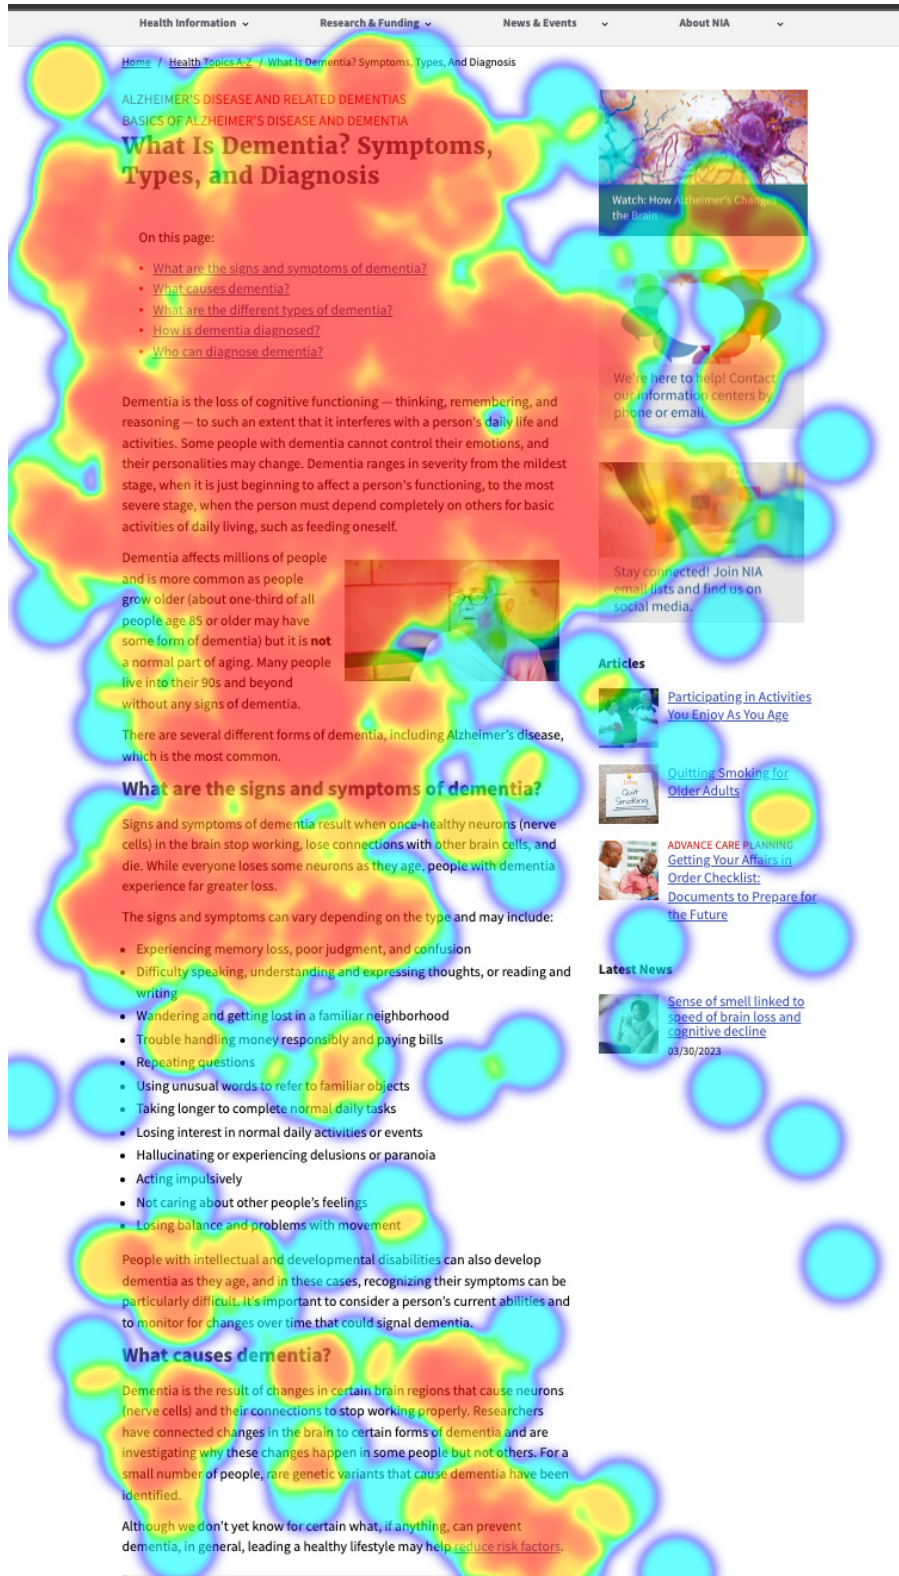 Health Information
Research & Funding
News & Events
About NIA
Home / Health Topics A-Z / What Is Dementia? Symptoms, Types, And Diagnosis
ALZHEIMER'S DISEASE AND RELATED DEMENTIAS
BASICS OF ALZHEIMER'S DISEASE AND DEMENTIA
What Is Dementia? Symptoms,
Types, and Diagnosis
On this page:
• What are the signs and symptoms of dementia?
• What causes dementia?
• What are the different types of dementia?
• How is dementia diagnosed?
• Who can diagnose dementia?
Dementia is the loss of cognitive functioning — thinking, remembering, and
reasoning — to such an extent that it interferes with a person's daily life and
activities. Some people with dementia cannot control their emotions, and
their personalities may change. Dementia ranges in severity from the mildest
stage, when it is just beginning to affect a person's functioning, to the most
severe stage, when the person must depend completely on others for basic
activities of daily living, such as feeding oneself.
Dementia affects millions of people
and is more common as people
grow older (about one-third of all
people age 85 or older may have
some form of dementia) but it is not
a normal part of aging. Many people
live into their 90s and beyond
without any signs of dementia.
There are several different forms of dementia, including Alzheimer's disease,
which is the most common.
What are the signs and symptoms of dementia?
Signs and symptoms of dementia result when once-healthy neurons (nerve
cells) in the brain stop working, lose connections with other brain cells, and
die. While everyone loses some neurons as they age, people with dementia
experience far greater loss.
The signs and symptoms can vary depending on the type and may include:
• Experiencing memory loss, poor judgment, and confusion
• Difficulty speaking, understanding and expressing thoughts, or reading and
writing
• Wandering and getting lost in a familiar neighborhood
• Trouble handling money responsibly and paying bills
• Repeating questions
• Using unusual words to refer to familiar objects
• Taking longer to complete normal daily tasks
• Losing interest in normal daily activities or events
• Hallucinating or experiencing delusions or paranoia
• Acting impulsively
• Not caring about other people's feelings
• Losing balance and problems with movement
People with intellectual and developmental disabilities can also develop
dementia as they age, and in these cases, recognizing their symptoms can be
particularly difficult. It's important to consider a person's current abilities and
to monitor for changes over time that could signal dementia.
What causes dementia?
Dementia is the result of changes in certain brain regions that cause neurons
(nerve cells) and their connections to stop working properly. Researchers
have connected changes in the brain to certain forms of dementia and are
investigating why these changes happen in some people but not others. For a
small number of people, rare genetic variants that cause dementia have been
identified.
Although we don't yet know for certain what, if anything, can prevent
dementia, in general, leading a healthy lifestyle may help reduce risk factors.
Watch: How Alzheimer's Changes
the Brain
We're here to help! Contact
our information centers by
phone or email.
Stay connected! Join NIA
email lists and find us on
social media.
Articles
Participating in Activities
You Enjoy As You Age
Quit
Smoking
Quitting Smoking for
Older Adults
ADVANCE CARE PLANNING
Getting Your Affairs in
Order Checklist:
Documents to Prepare for
the Future
Latest News
Sense of smell linked to
speed of brain loss and
cognitive decline
03/30/2023